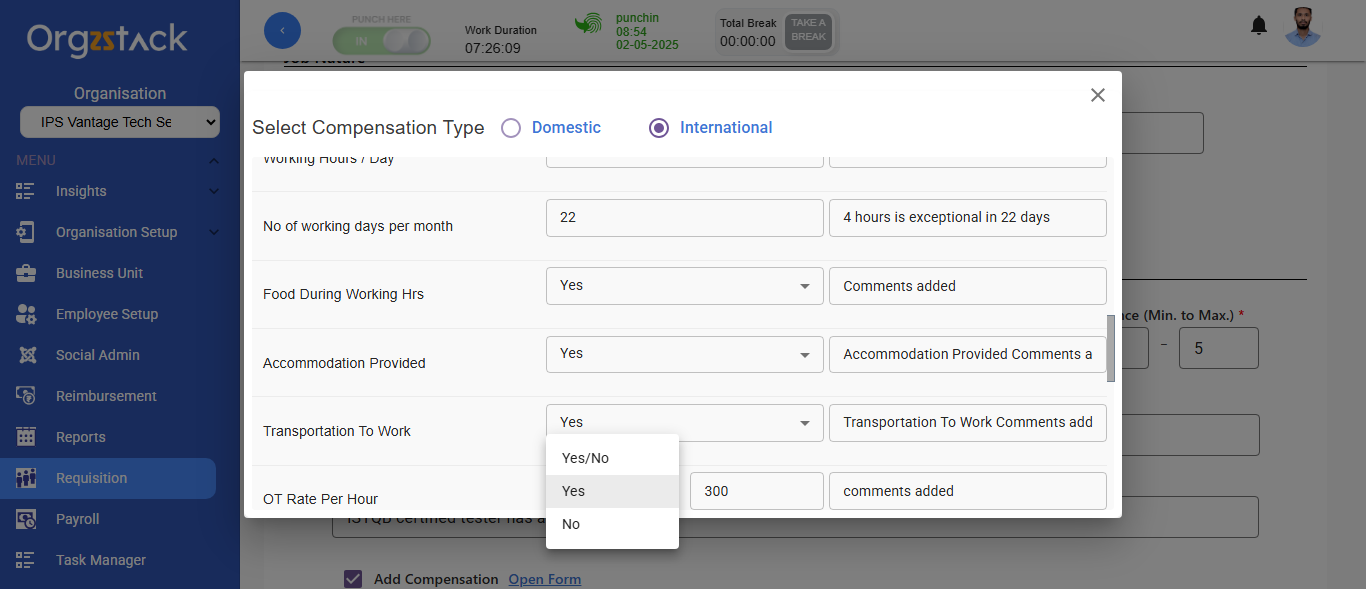 Orgzstack
Organisation
IPS Vantage Tech Se
MENU
Insights
Organisation Setup
Business Unit
Employee Setup
Social Admin
Reimbursement
Reports
Requisition
Payroll
Task Manager
PUNCH HERE
IN
Work Duration
07:26:09
punchin
08:54
02-05-2025
Total Break
00:00:00
TAKE A
BREAK
Job Nature
Select Compensation Type Domestic International
Working Hours / Day
No of working days per month 22 4 hours is exceptional in 22 days
Food During Working Hrs Yes Comments added
Accommodation Provided Yes Accommodation Provided Comments a
Transportation To Work Yes Transportation To Work Comments add
Yes/No
Yes
No
OT Rate Per Hour 300 comments added
nce (Min. to Max.) *
- 5
ISTQB certified tester has a
Add Compensation Open Form